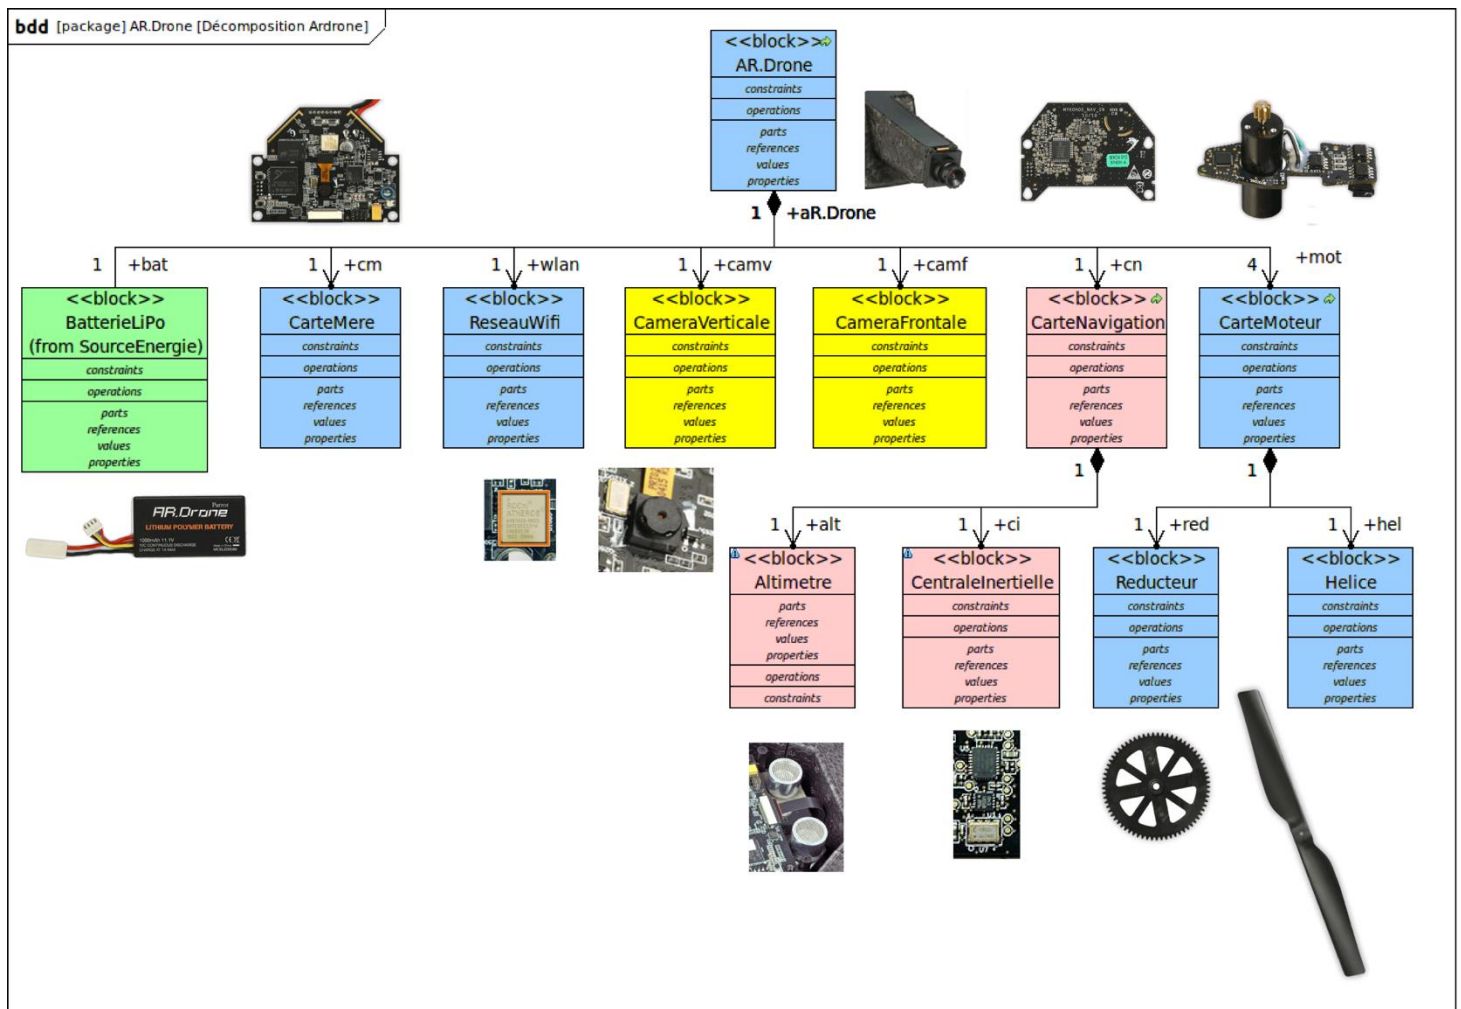 bdd [package] AR.Drone [Décomposition Ardrone]
<<block>>
AR.Drone
constraints
operations
parts
references
values
properties
1 +aR.Drone
1 +bat
1 +cm
1 +wlan
1 +camv
1 +camf
1 +cn
4 +mot
<<block>>
BatterieLiPo
(from SourceEnergie)
constraints
operations
parts
references
values
properties
<<block>>
CarteMere
constraints
operations
parts
references
values
properties
<<block>>
ReseauWifi
constraints
operations
parts
references
values
properties
<<block>>
CameraVerticale
constraints
operations
parts
references
values
properties
<<block>>
CameraFrontale
constraints
operations
parts
references
values
properties
<<block>>
CarteNavigation
constraints
operations
parts
references
values
properties
1
<<block>>
CarteMoteur
constraints
operations
parts
references
values
properties
1
Parrot
AR.Drone
LITHIUM POLYMER BATTERY
1 +alt
1 +ci
1 +red
1 +hel
<<block>>
Altimetre
parts
references
values
properties
operations
constraints
<<block>>
CentraleInertielle
constraints
operations
parts
references
values
properties
<<block>>
Reducteur
constraints
operations
parts
references
values
properties
<<block>>
Helice
constraints
operations
parts
references
values
properties